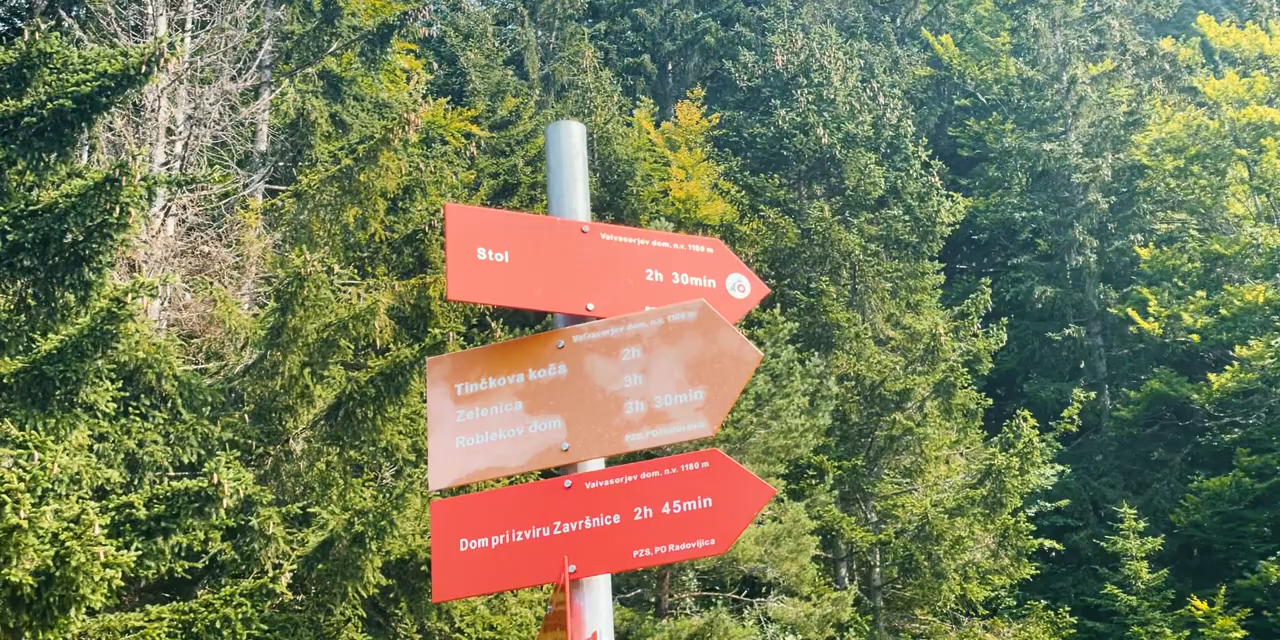 Valvasorjev dom, n.v. 1180 m
Stol 2h 30min
Valvasorjev dom, n.v. 1180 m
Tinčkova koča 2h
Zelenica 3h
Roblekov dom 3h 30min
PZS, PD Radovljica
Valvasorjev dom, n.v. 1180 m
Dom pri izviru Završnice 2h 45min
PZS, PD Radovljica